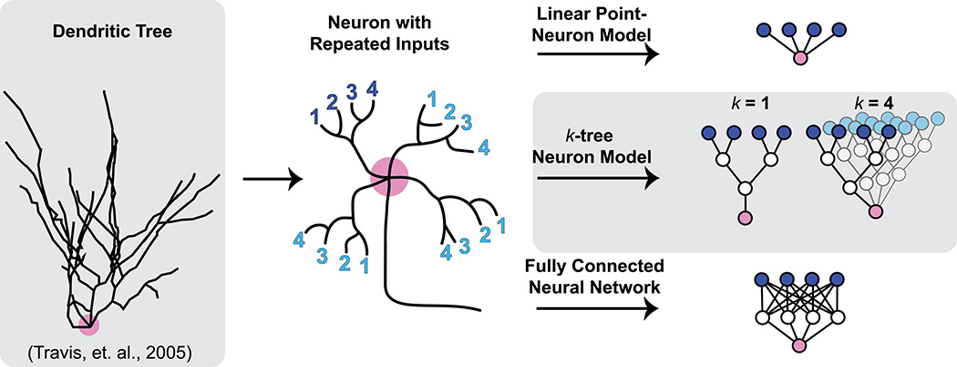 Dendritic Tree
(Travis, et. al., 2005)
Neuron with
Repeated Inputs
1 2 3 4
1 2 3 4
4 3 2 1
4 3 2 1
Linear Point-
Neuron Model
k-tree
Neuron Model
k = 1
k = 4
Fully Connected
Neural Network